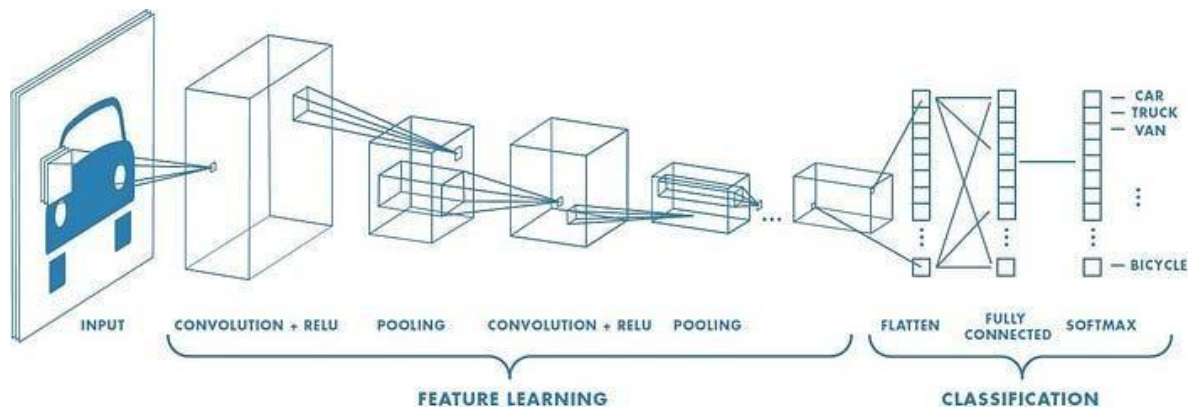 CAR
TRUCK
VAN
BICYCLE
INPUT
CONVOLUTION + RELU
POOLING
CONVOLUTION + RELU
POOLING
FLATTEN
FULLY
CONNECTED
SOFTMAX
FEATURE LEARNING
CLASSIFICATION